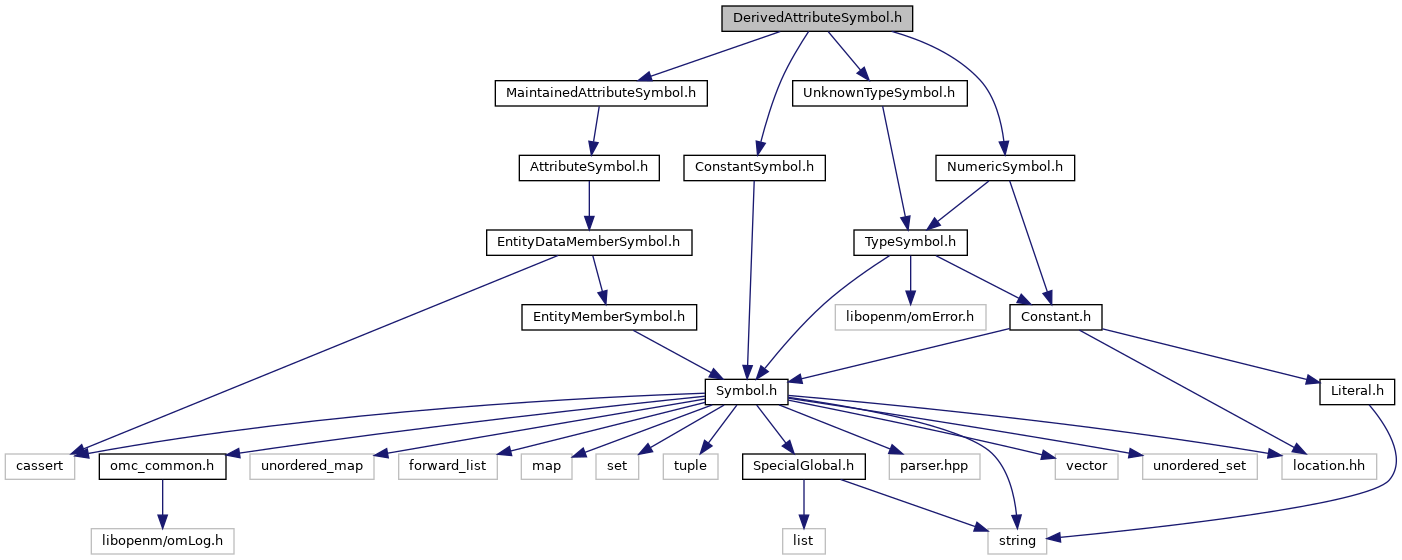 DerivedAttributeSymbol.h
MaintainedAttributeSymbol.h
UnknownTypeSymbol.h
AttributeSymbol.h
ConstantSymbol.h
NumericSymbol.h
EntityDataMemberSymbol.h
TypeSymbol.h
EntityMemberSymbol.h
libopenm/omError.h
Constant.h
Symbol.h
Literal.h
cassert
omc_common.h
unordered_map
forward_list
map
set
tuple
SpecialGlobal.h
parser.hpp
vector
unordered_set
location.hh
libopenm/omLog.h
list
string